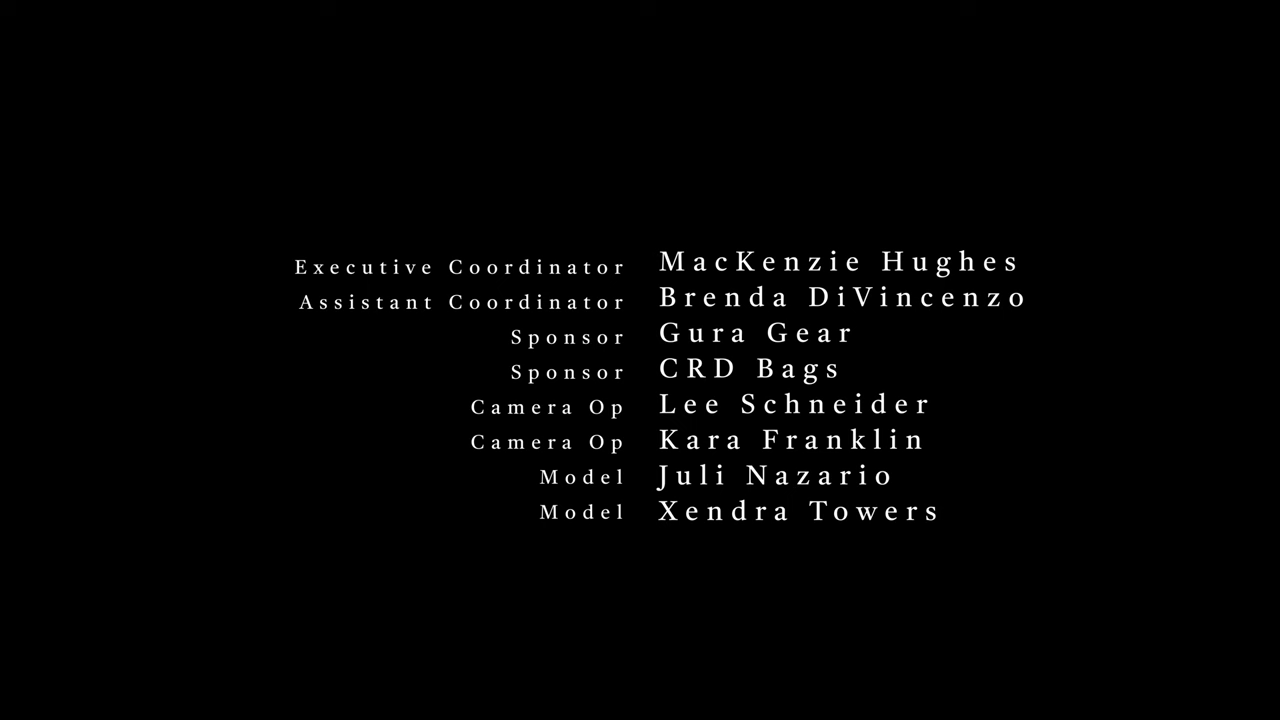 Executive Coordinator MacKenzie Hughes
Assistant Coordinator Brenda DiVincenzo
Sponsor Gura Gear
Sponsor CRD Bags
Camera Op Lee Schneider
Camera Op Kara Franklin
Model Juli Nazario
Model Xendra Towers